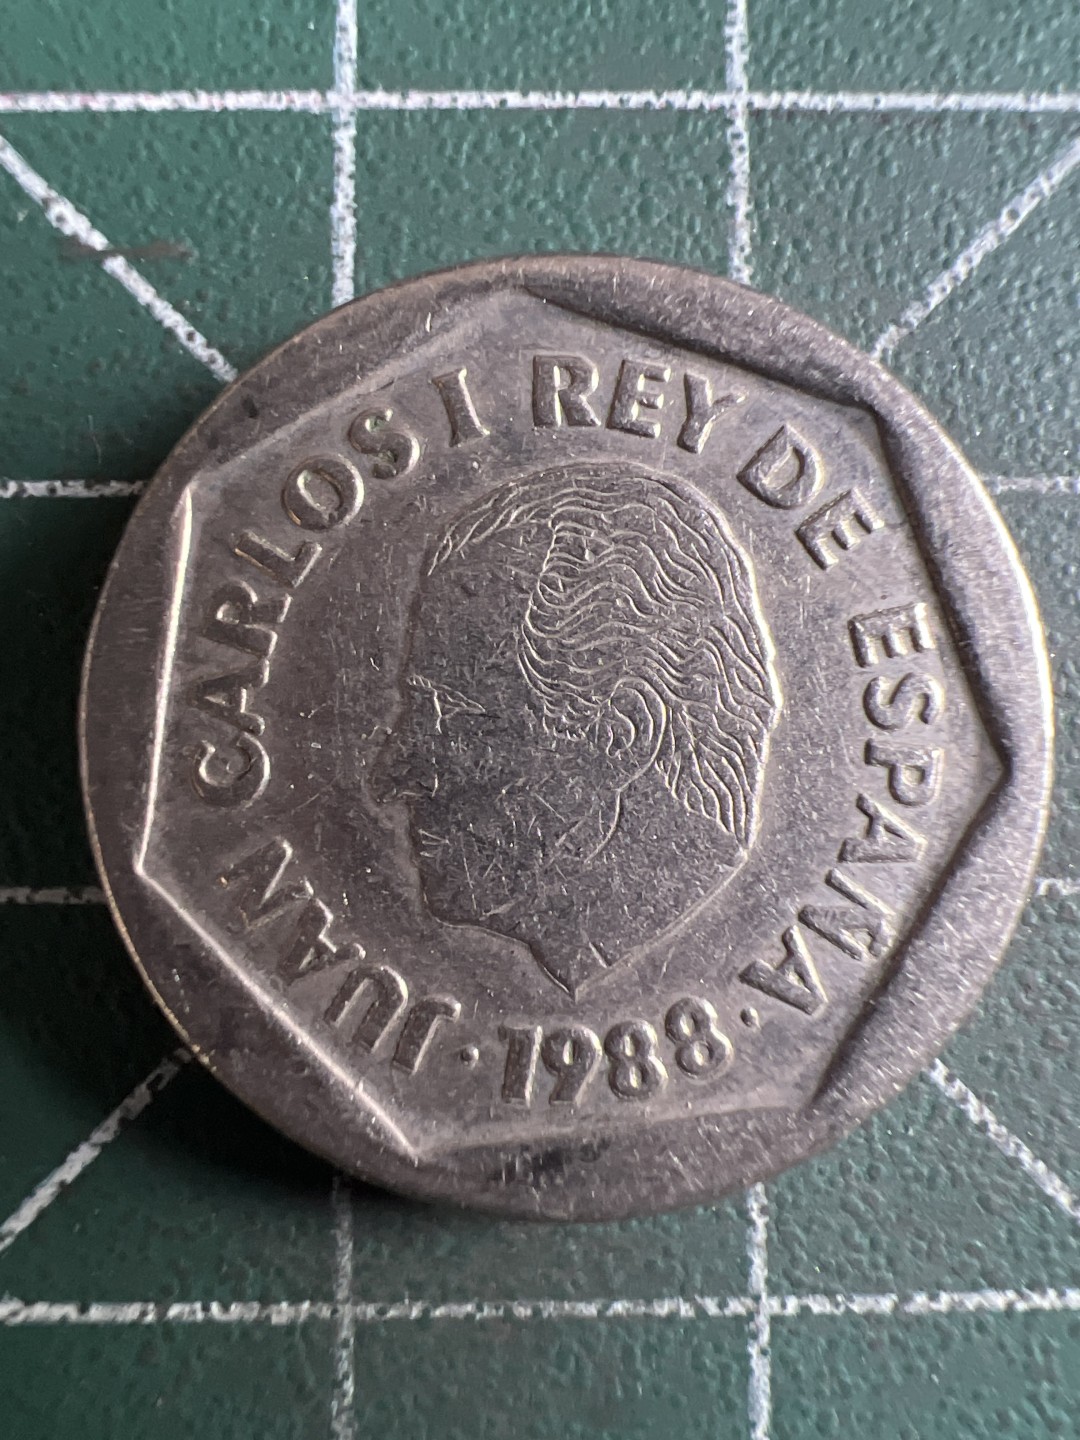 JUAN CARLOS I REY DE ESPAÑA
· 1988 ·